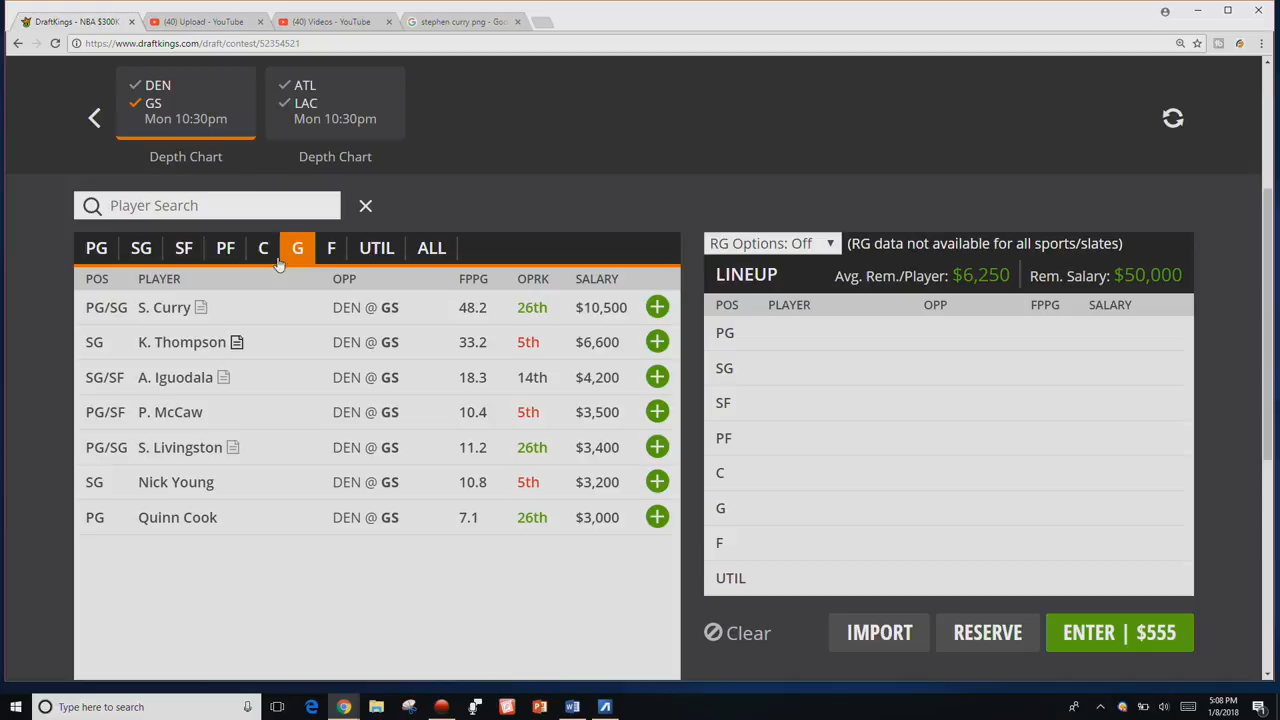 DraftKings - NBA $300K
(40) Upload - YouTube
(40) Videos - YouTube
stephen curry png - Goo
https://www.draftkings.com/draft/contest/52354521
DEN
GS
Mon 10:30pm
ATL
LAC
Mon 10:30pm
Depth Chart
Depth Chart
Player Search
PG SG SF PF C G F UTIL ALL
POS PLAYER OPP FPPG OPRK SALARY
PG/SG S. Curry DEN @ GS 48.2 26th $10,500
SG K. Thompson DEN @ GS 33.2 5th $6,600
SG/SF A. Iguodala DEN @ GS 18.3 14th $4,200
PG/SF P. McCaw DEN @ GS 10.4 5th $3,500
PG/SG S. Livingston DEN @ GS 11.2 26th $3,400
SG Nick Young DEN @ GS 10.8 5th $3,200
PG Quinn Cook DEN @ GS 7.1 26th $3,000
RG Options: Off (RG data not available for all sports/slates)
LINEUP Avg. Rem./Player: $6,250 Rem. Salary: $50,000
POS PLAYER OPP FPPG SALARY
PG
SG
SF
PF
C
G
F
UTIL
Clear IMPORT RESERVE ENTER | $555
Type here to search
5:08 PM
1/8/2018